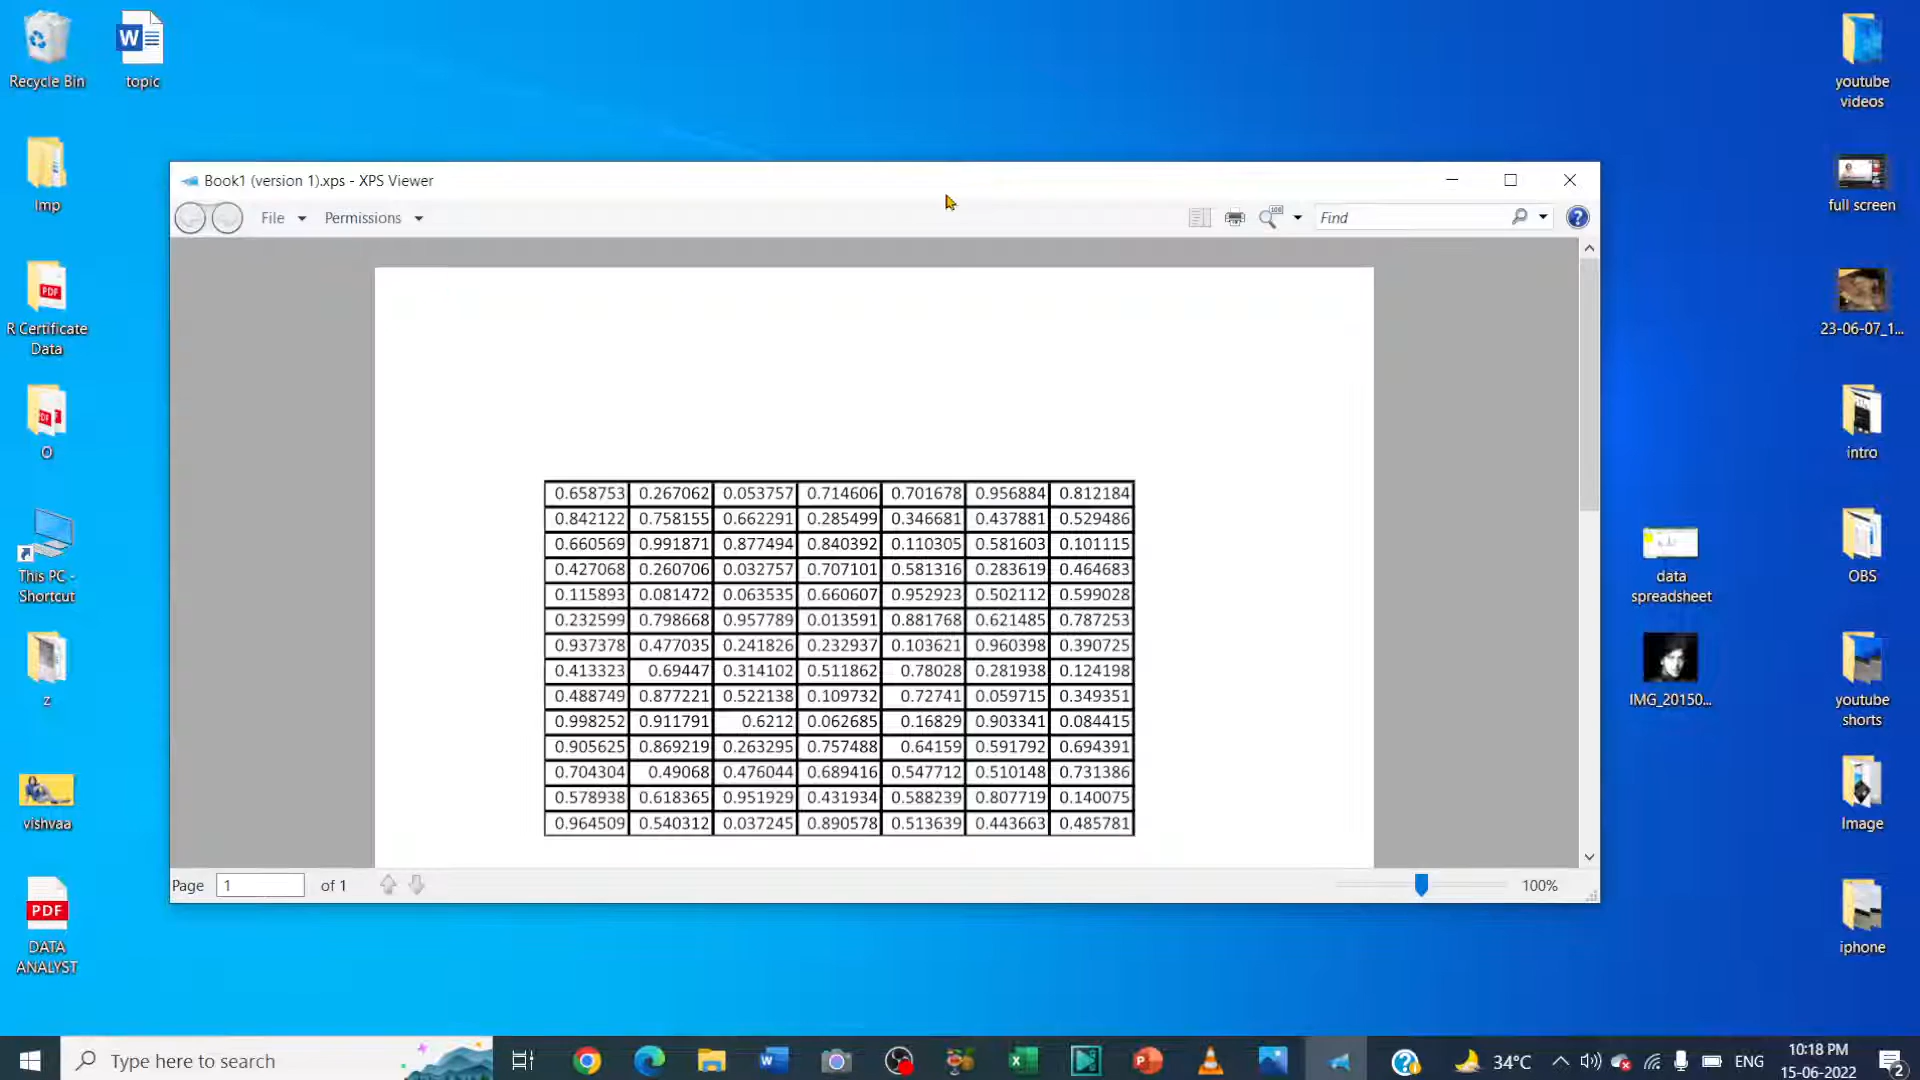 Recycle Bin
topic
Imp
R Certificate
Data
O
This PC -
Shortcut
z
vishvaa
PDF
DATA
ANALYST
Book1 (version 1).xps - XPS Viewer
File Permissions Find
0.658753 0.267062 0.053757 0.714606 0.701678 0.956884 0.812184
0.842122 0.758155 0.662291 0.285499 0.346681 0.437881 0.529486
0.660569 0.991871 0.877494 0.840392 0.110305 0.581603 0.101115
0.427068 0.260706 0.032757 0.707101 0.581316 0.283619 0.464683
0.115893 0.081472 0.063535 0.660607 0.952923 0.502112 0.599028
0.232599 0.798668 0.957789 0.013591 0.881768 0.621485 0.787253
0.937378 0.477035 0.241826 0.232937 0.103621 0.960398 0.390725
0.413323 0.69447 0.314102 0.511862 0.78028 0.281938 0.124198
0.488749 0.877221 0.522138 0.109732 0.72741 0.059715 0.349351
0.998252 0.911791 0.6212 0.062685 0.16829 0.903341 0.084415
0.905625 0.869219 0.263295 0.757488 0.64159 0.591792 0.694391
0.704304 0.49068 0.476044 0.689416 0.547712 0.510148 0.731386
0.578938 0.618365 0.951929 0.431934 0.588239 0.807719 0.140075
0.964509 0.540312 0.037245 0.890578 0.513639 0.443663 0.485781
Page 1 of 1 100%
data
spreadsheet
IMG_20150...
youtube
videos
full screen
23-06-07_1...
intro
OBS
youtube
shorts
Image
iphone
Type here to search
34°C ENG
10:18 PM
15-06-2022
2